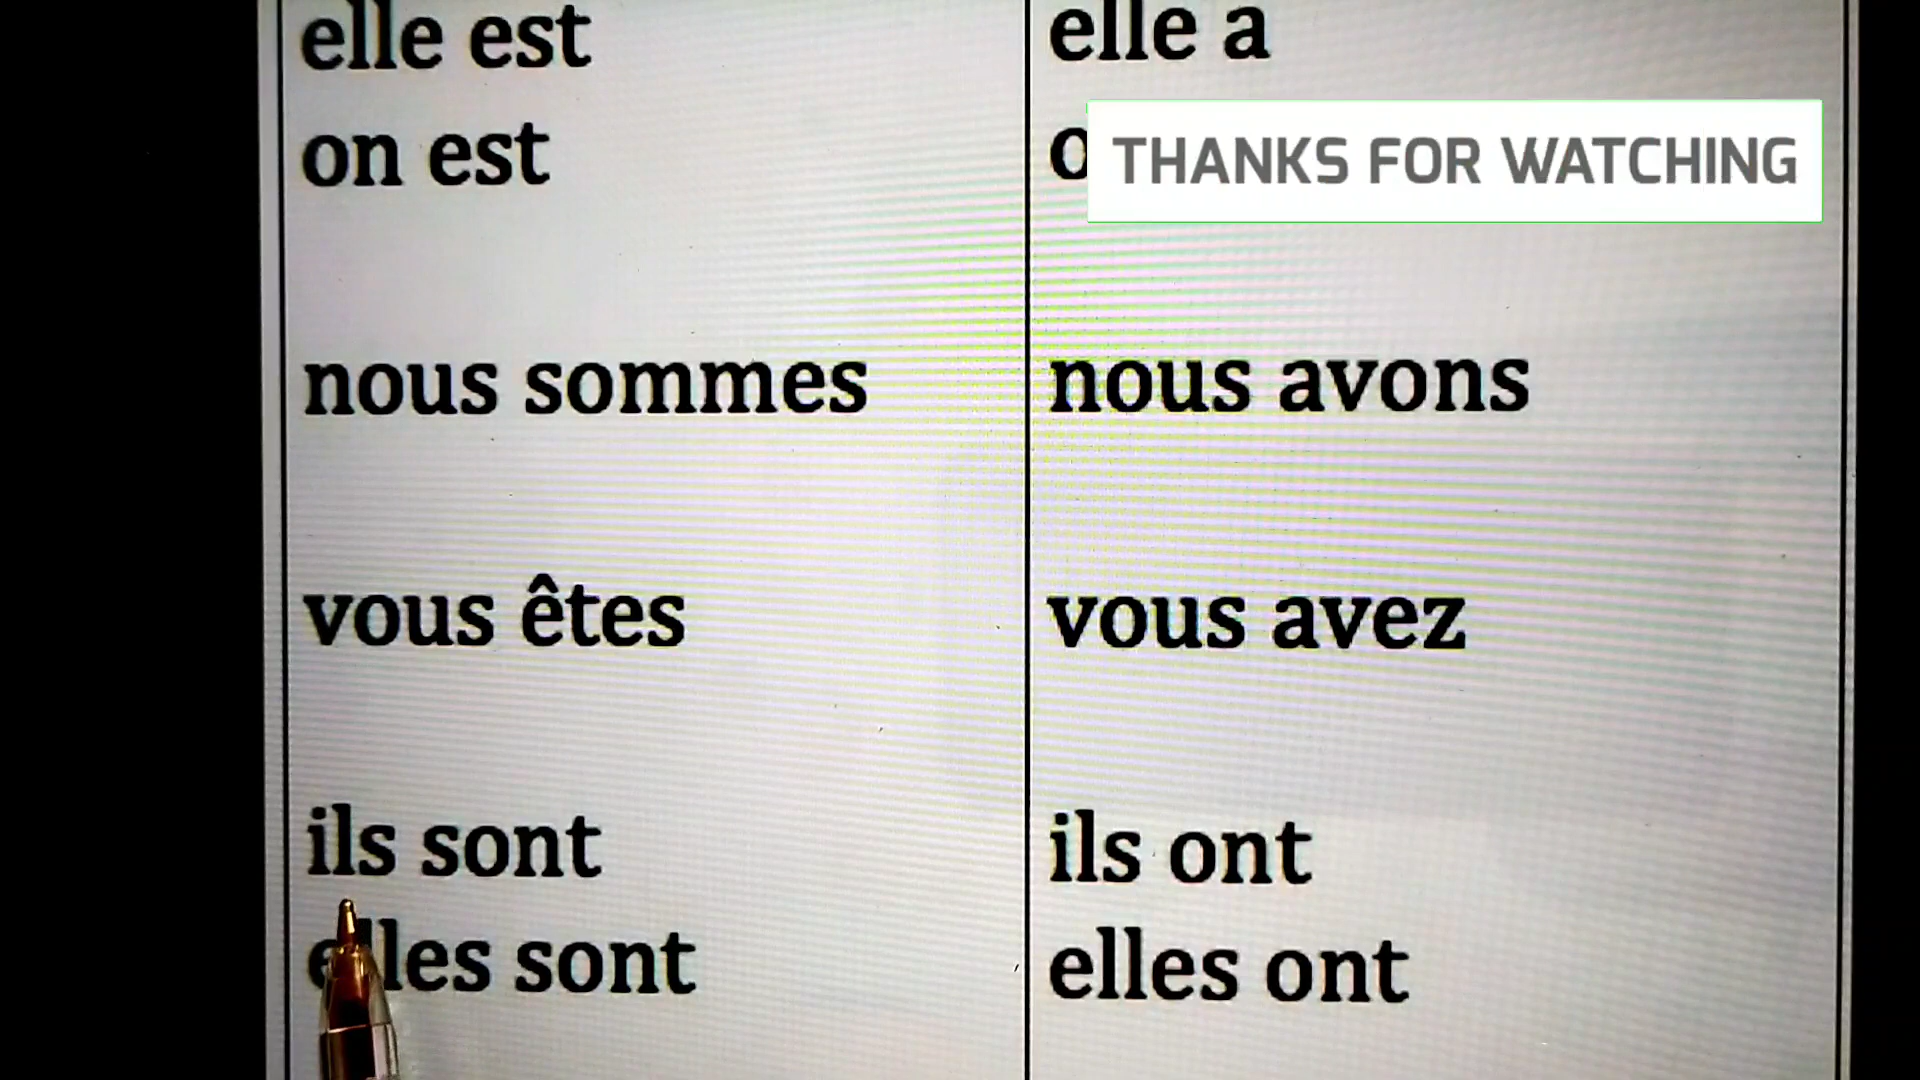 elle est
elle a
on est
THANKS FOR WATCHING
nous sommes
nous avons
vous êtes
vous avez
ils sont
ils ont
elles sont
elles ont